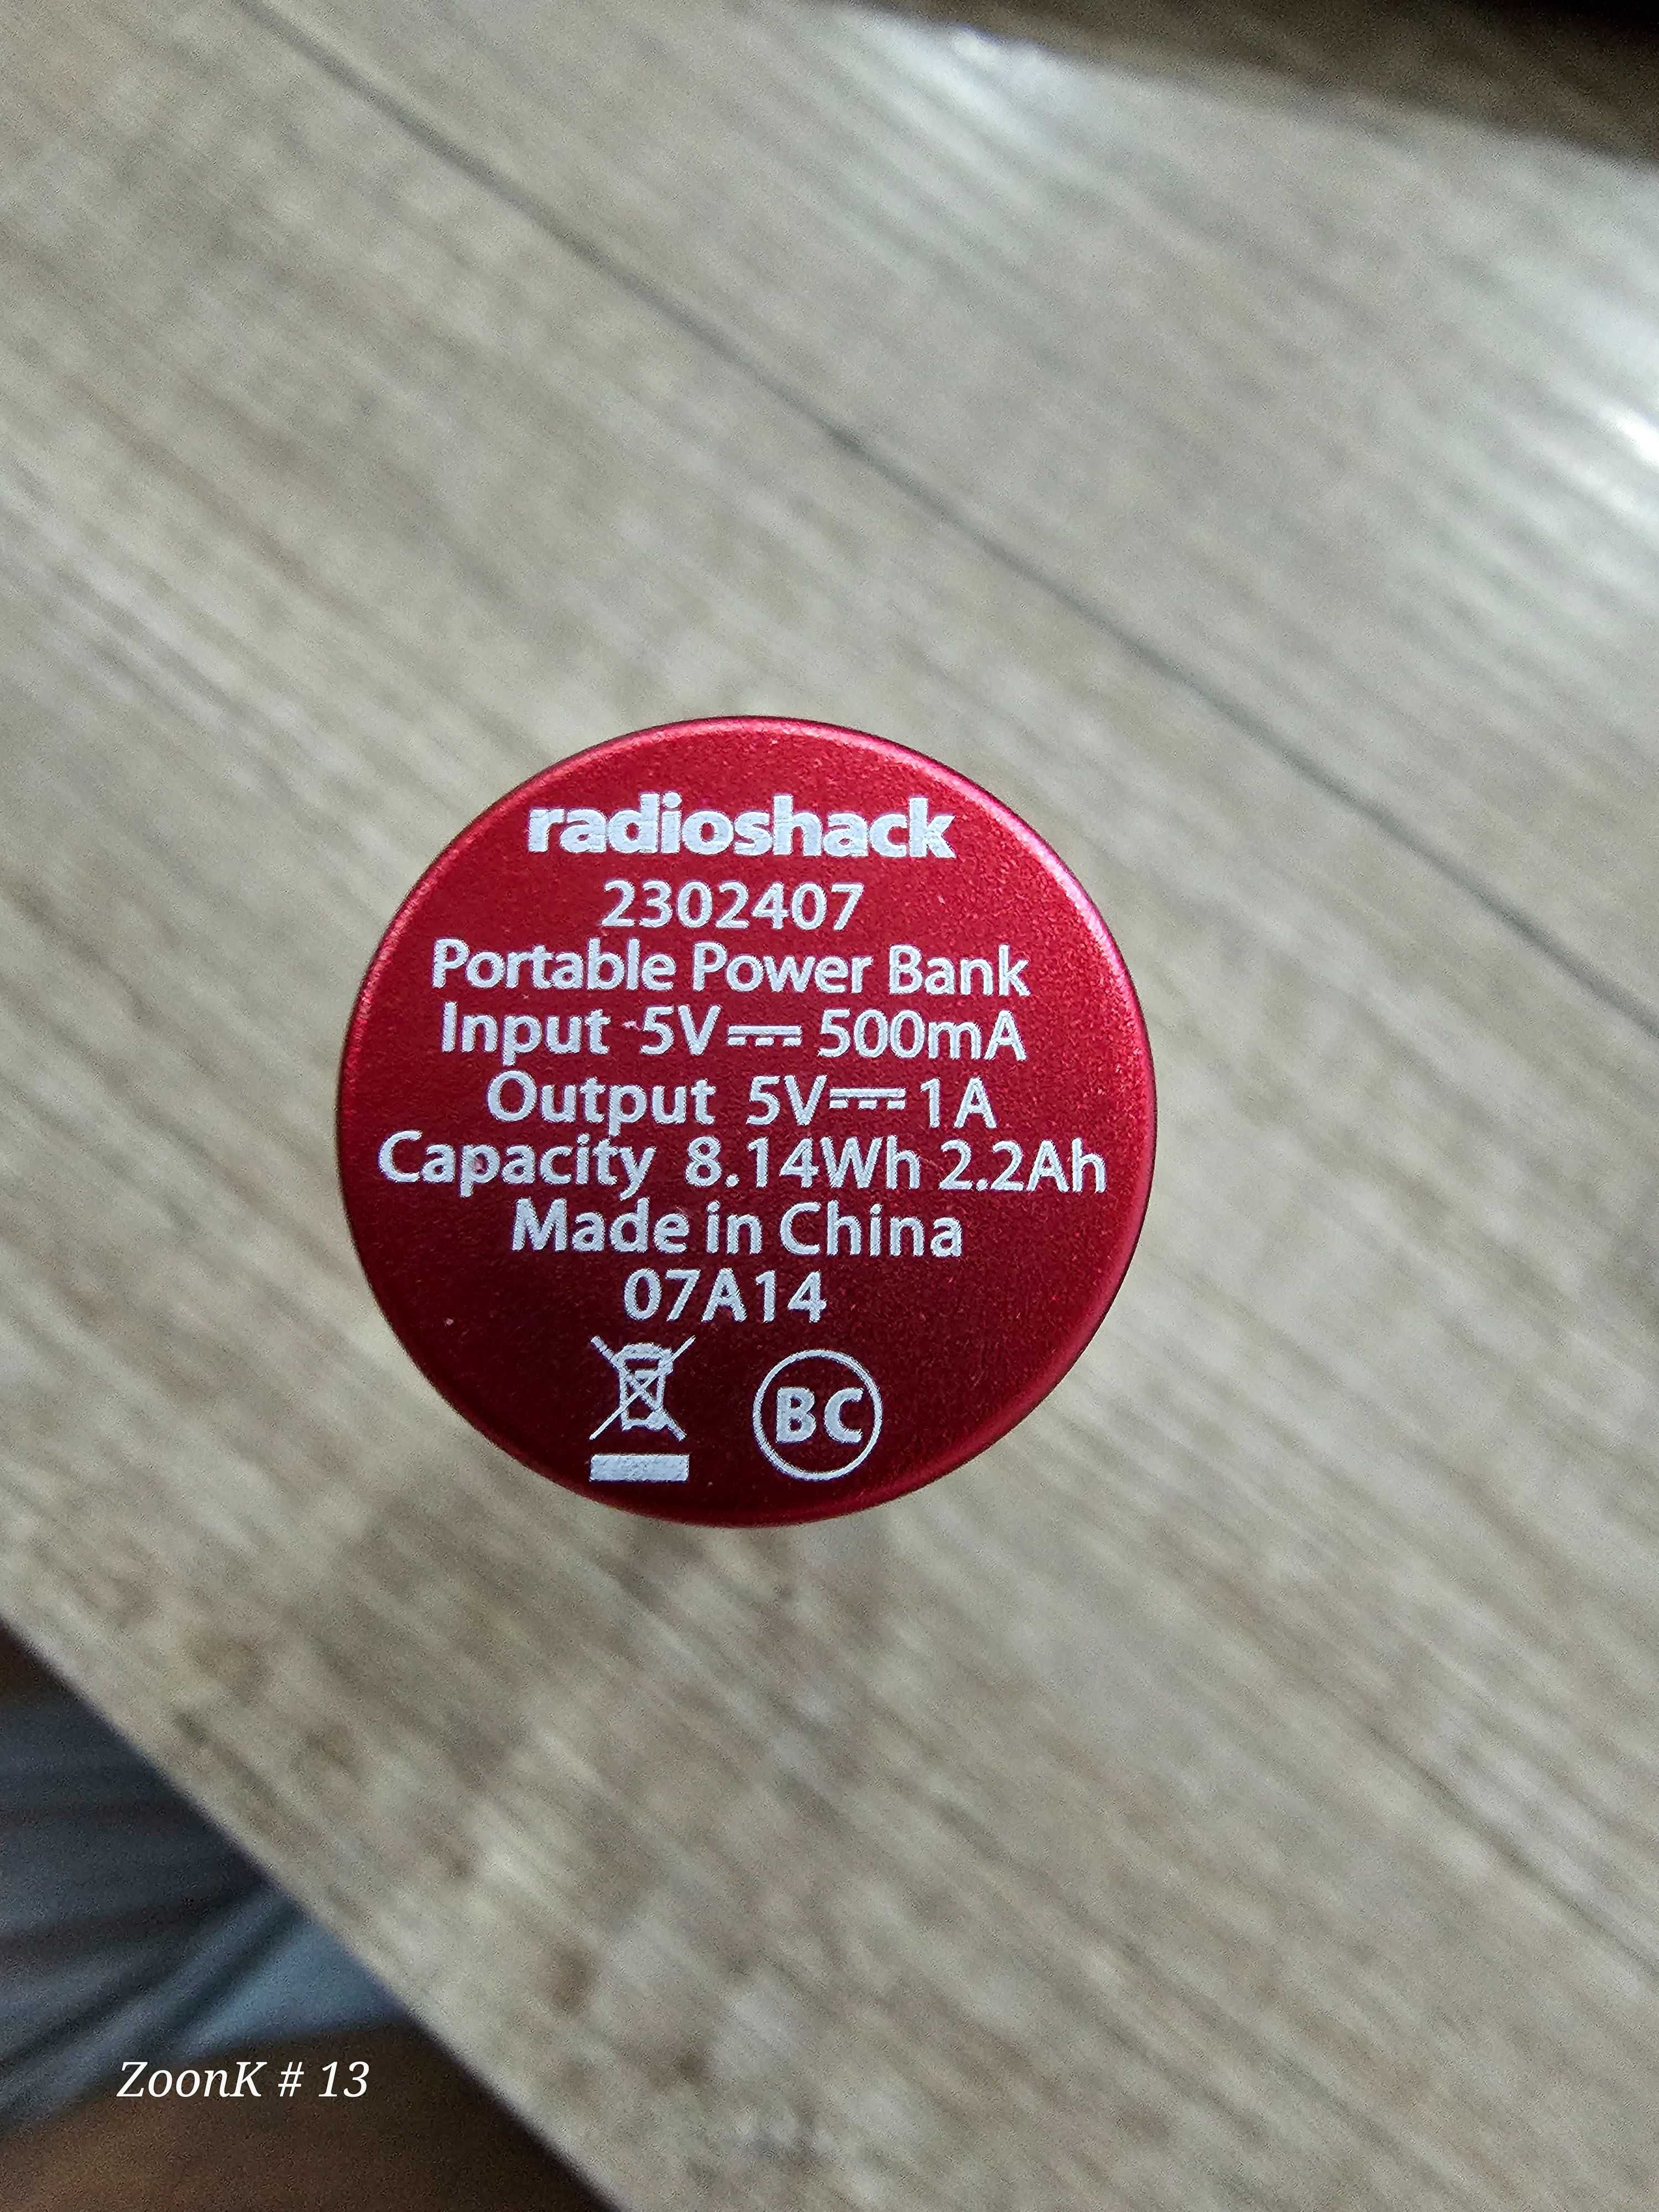 radioshack
2302407
Portable Power Bank
Input 5V⎓500mA
Output 5V⎓1A
Capacity 8.14Wh 2.2Ah
Made in China
07A14
BC
ZoonK # 13